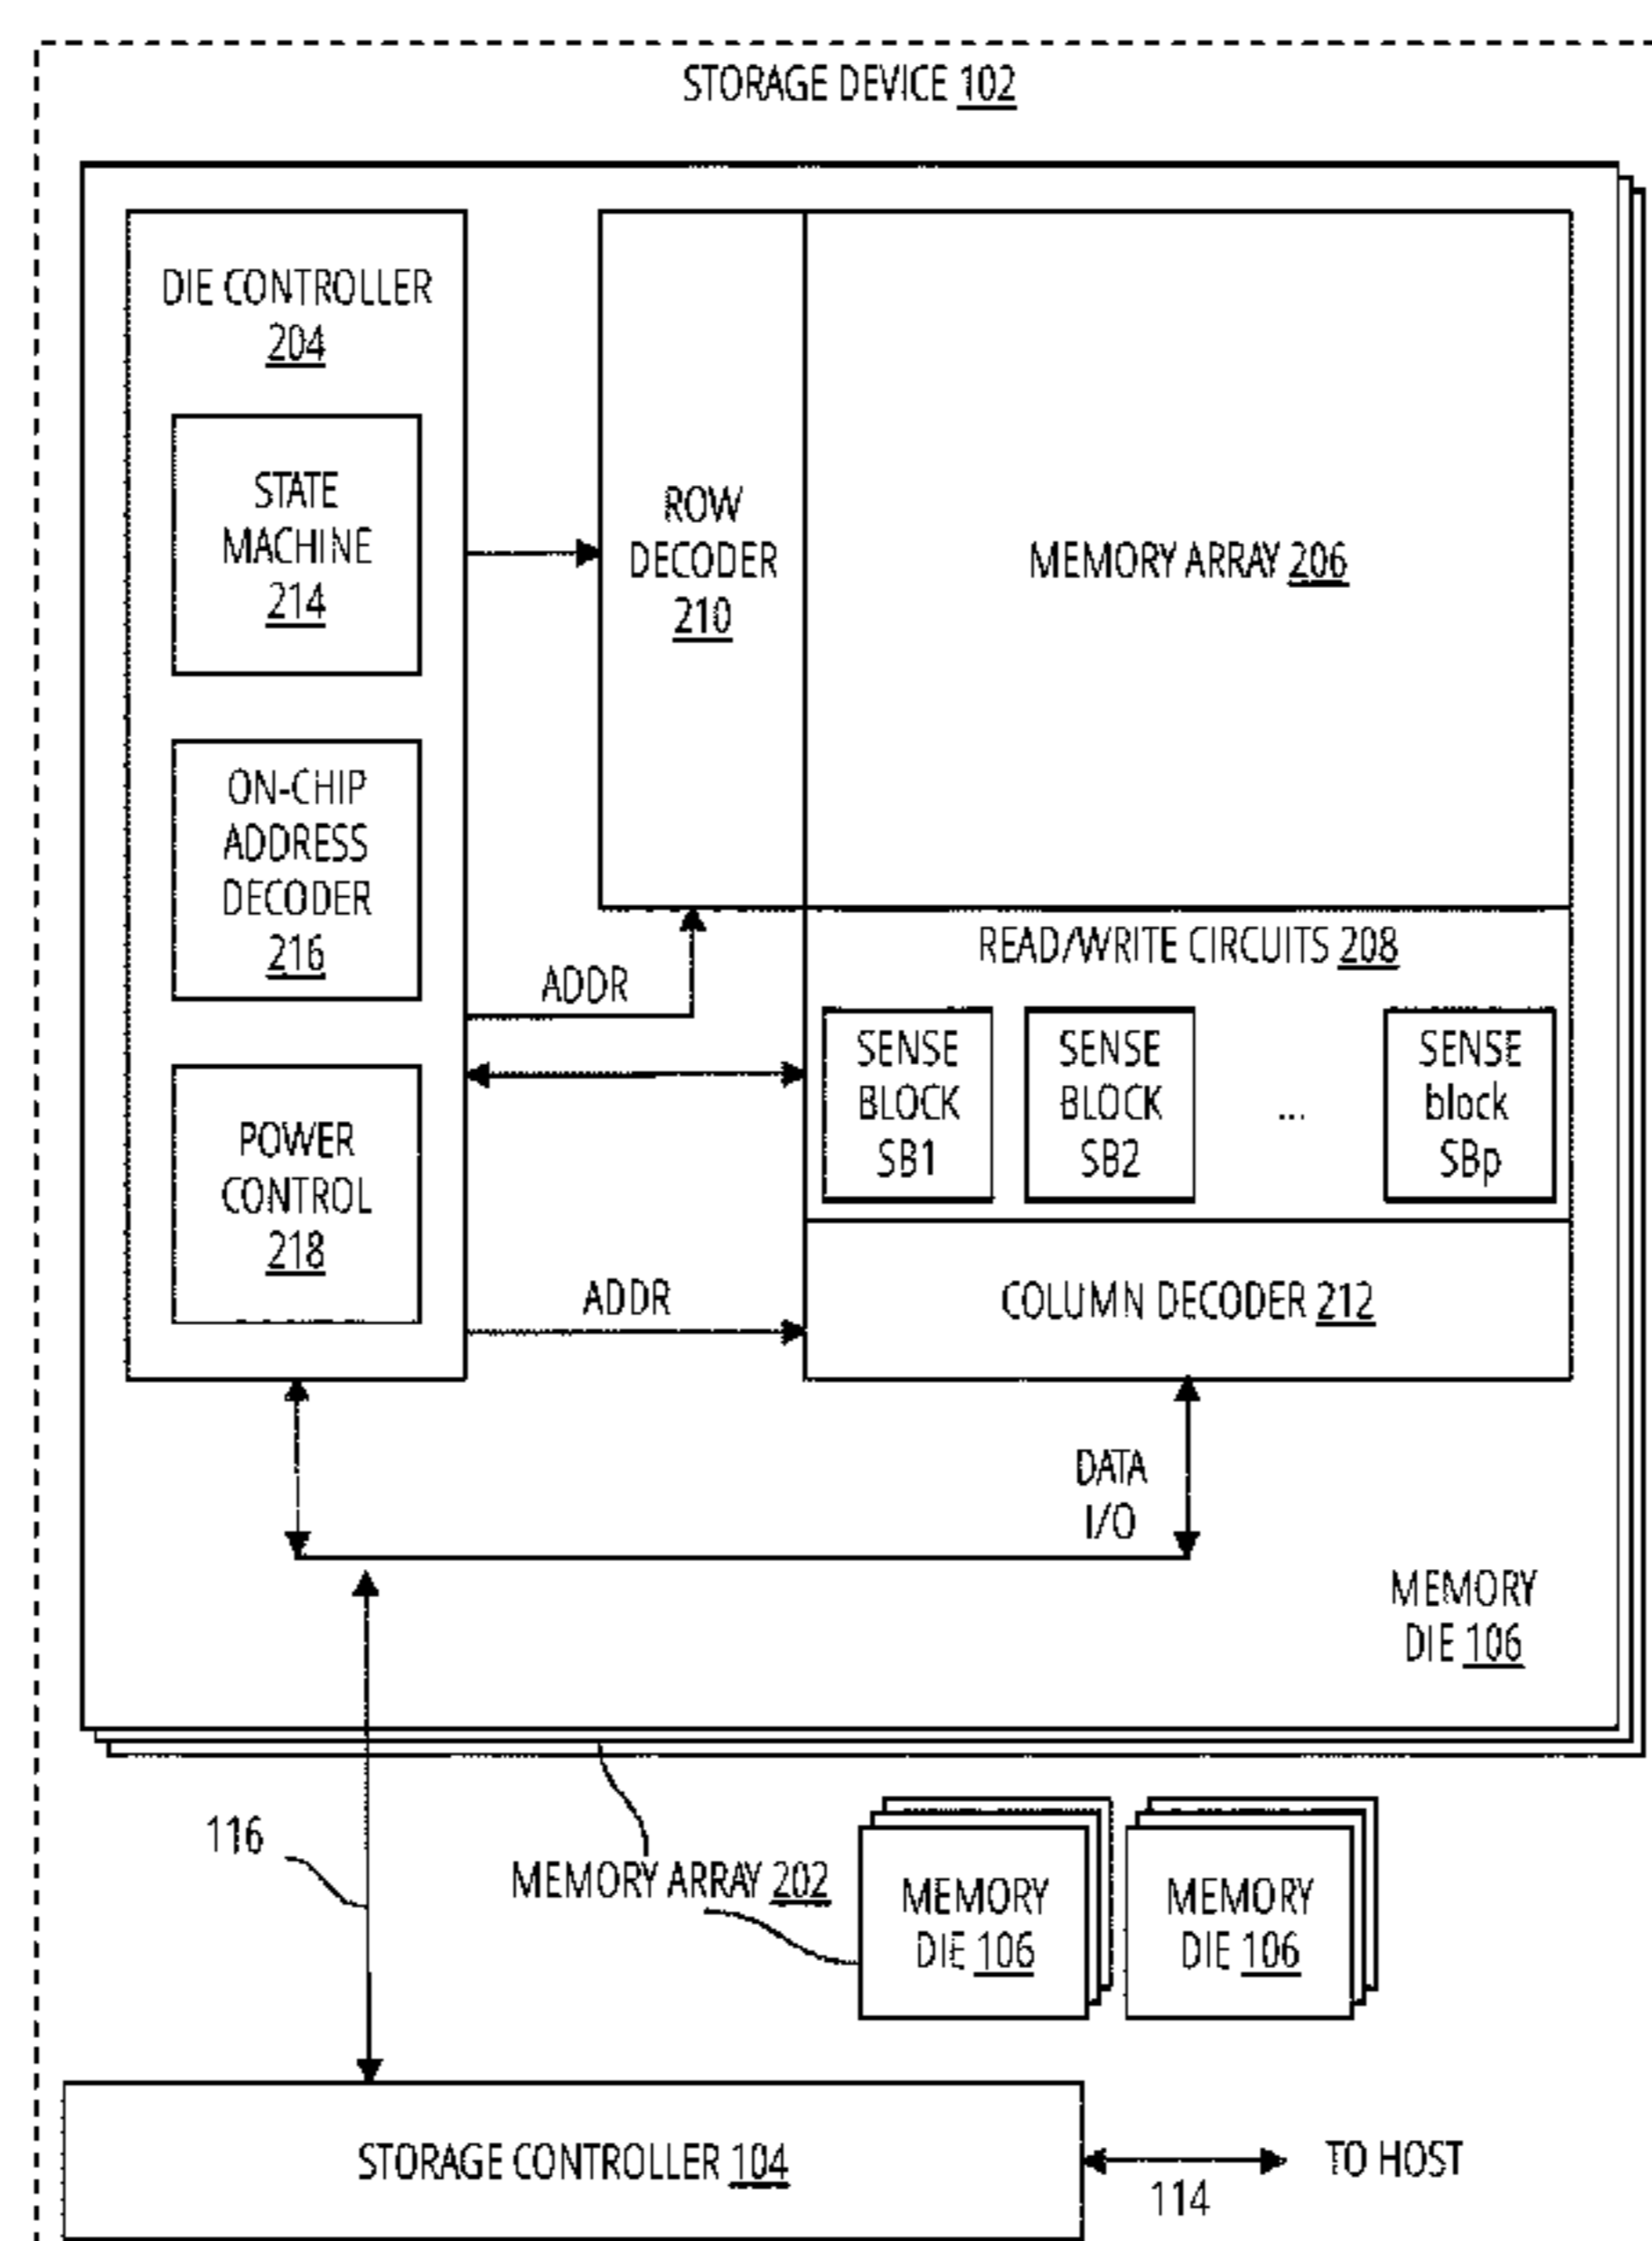 STORAGE DEVICE 102
DIE CONTROLLER
204
STATE
MACHINE
214
ON-CHIP
ADDRESS
DECODER
216
POWER
CONTROL
218
ROW
DECODER
210
MEMORY ARRAY 206
ADDR
READ/WRITE CIRCUITS 208
SENSE
BLOCK
SB1
SENSE
BLOCK
SB2
...
SENSE
block
SBp
ADDR
COLUMN DECODER 212
DATA
I/O
MEMORY
DIE 106
116
MEMORY ARRAY 202
MEMORY
DIE 106
MEMORY
DIE 106
STORAGE CONTROLLER 104
TO HOST
114